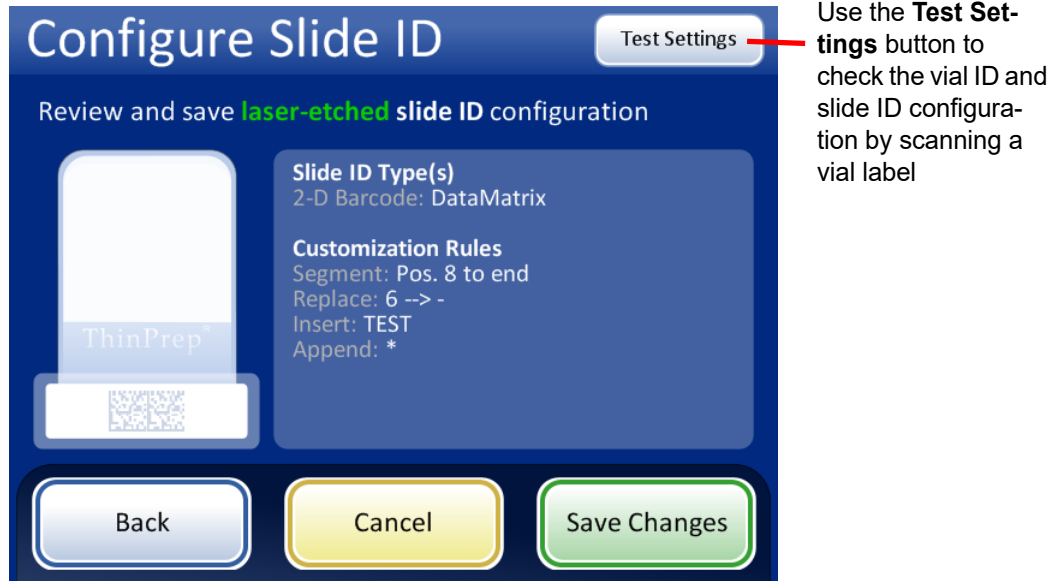 Configure Slide ID
Test Settings
Use the Test Set-
tings button to
check the vial ID and
slide ID configura-
tion by scanning a
vial label
Review and save laser-etched slide ID configuration
Slide ID Type(s)
2-D Barcode: DataMatrix
Customization Rules
Segment: Pos. 8 to end
Replace: 6 --> -
Insert: TEST
Append: *
ThinPrep®
Back
Cancel
Save Changes